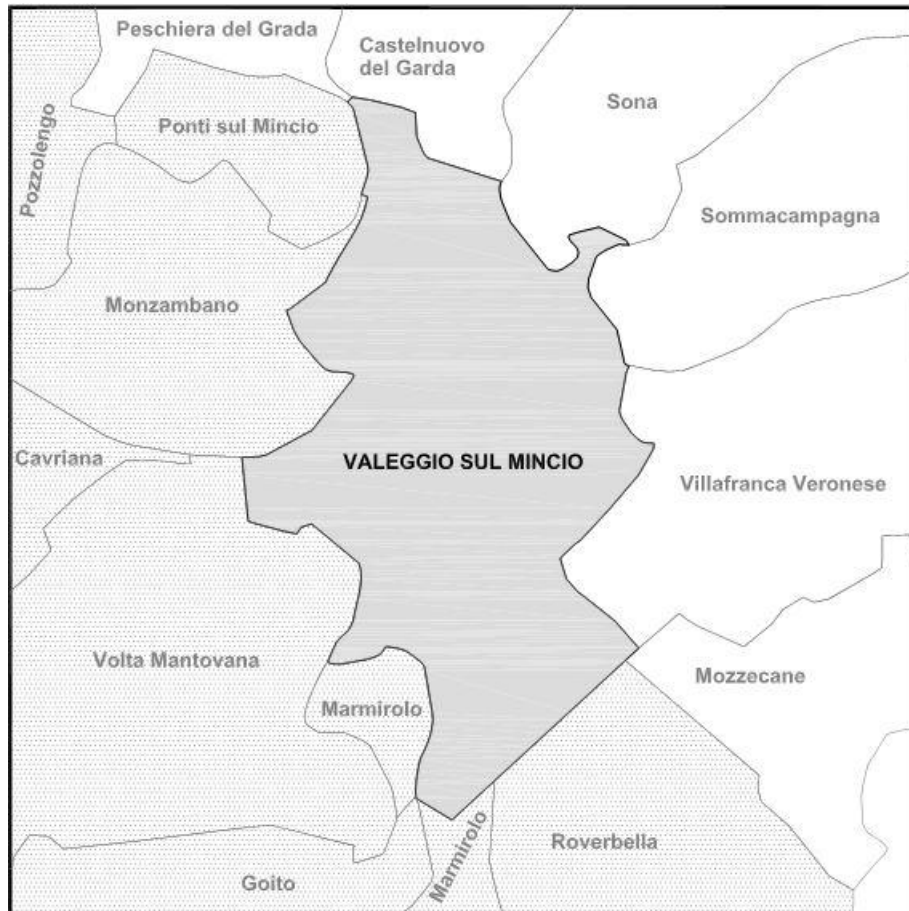 Peschiera del Grada
Castelnuovo
del Garda
Sona
Pozzolengo
Ponti sul Mincio
Sommacampagna
Monzambano
Cavriana
VALEGGIO SUL MINCIO
Villafranca Veronese
Volta Mantovana
Marmirolo
Mozzecane
Marmirolo
Roverbella
Goito